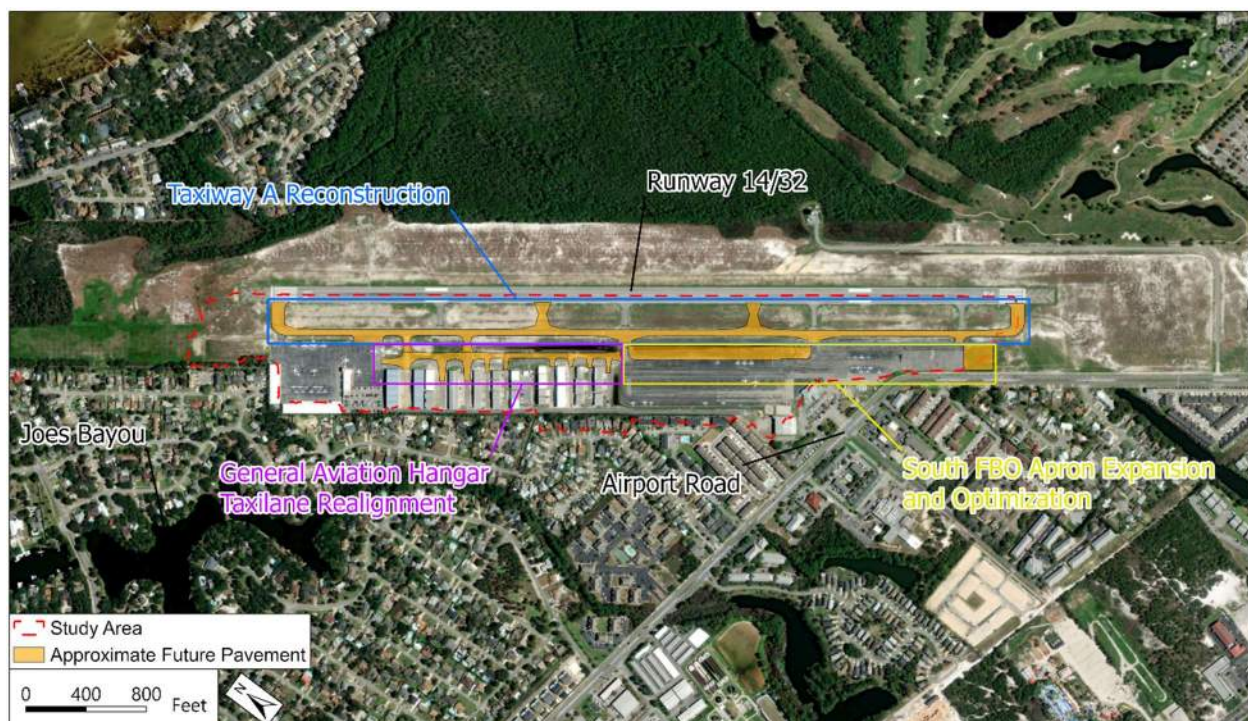 Taxiway A Reconstruction
Runway 14/32
Joes Bayou
General Aviation Hangar
Taxilane Realignment
Airport Road
South FBO Apron Expansion
and Optimization
Study Area
Approximate Future Pavement
0 400 800
Feet
N